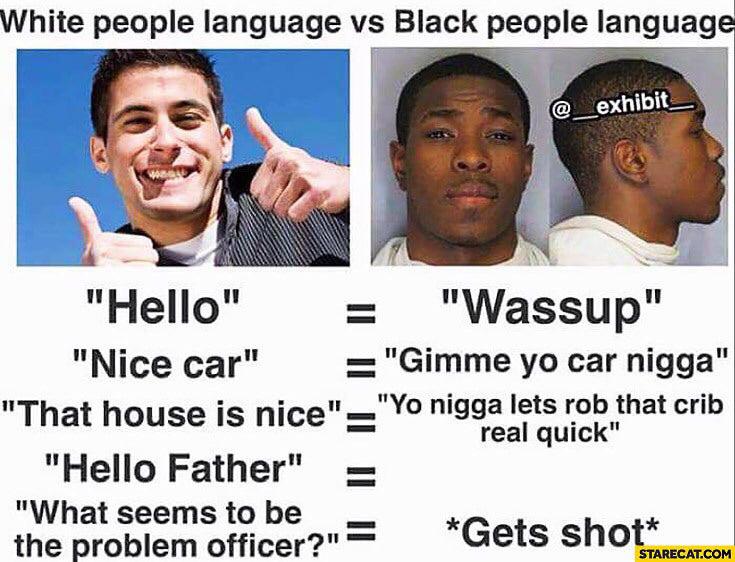 White people language vs Black people language
@__exhibit__
"Hello" = "Wassup"
"Nice car" = "Gimme yo car nigga"
"That house is nice" = "Yo nigga lets rob that crib
real quick"
"Hello Father" =
"What seems to be
the problem officer?" = *Gets shot*
STARECAT.COM